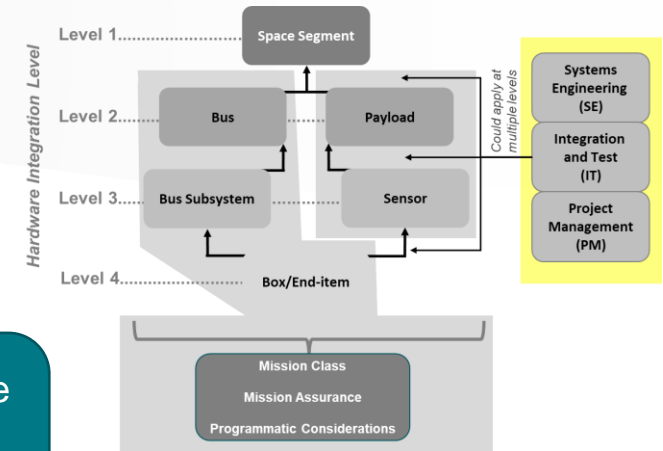 Level 1
Space Segment
Hardware Integration Level
Level 2
Bus
Payload
Level 3
Bus Subsystem
Sensor
Level 4
Box/End-item
Could apply at
multiple levels
Systems
Engineering
(SE)
Integration
and Test
(IT)
Project
Management
(PM)
Mission Class
Mission Assurance
Programmatic Considerations
e